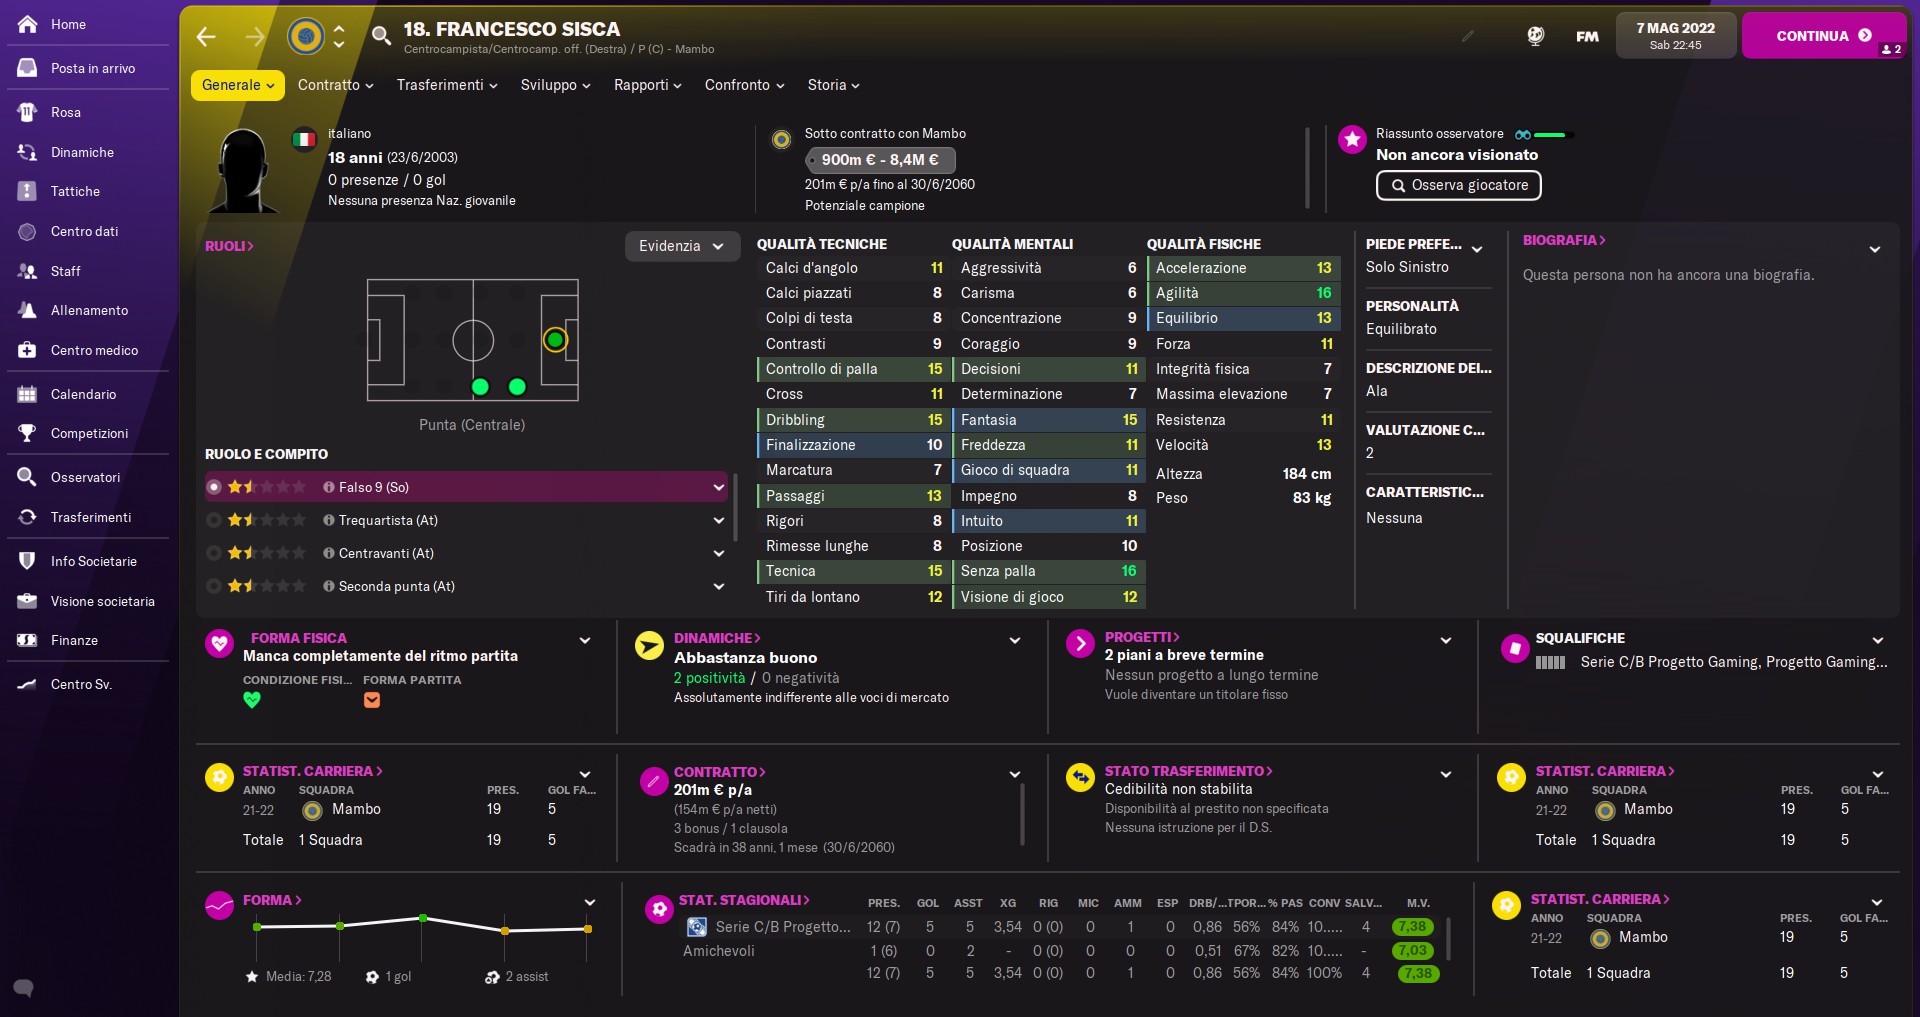 Home
Posta in arrivo
Rosa
Dinamiche
Tattiche
Centro dati
Staff
Allenamento
Centro medico
Calendario
Competizioni
Osservatori
Trasferimenti
Info Societarie
Visione societaria
Finanze
Centro Sv.
18. FRANCESCO SISCA
Centrocampista/Centrocamp. off. (Destra) / P (C) - Mambo
FM
7 MAG 2022
Sab 22:45
CONTINUA
2
Generale
Contratto
Trasferimenti
Sviluppo
Rapporti
Confronto
Storia
italiano
18 anni (23/6/2003)
0 presenze / 0 gol
Nessuna presenza Naz. giovanile
Sotto contratto con Mambo
900m € - 8,4M €
201m € p/a fino al 30/6/2060
Potenziale campione
Riassunto osservatore
Non ancora visionato
Osserva giocatore
RUOLI
Evidenzia
Punta (Centrale)
RUOLO E COMPITO
Falso 9 (So)
Trequartista (At)
Centravanti (At)
Seconda punta (At)
QUALITÀ TECNICHE
Calci d'angolo 11
Calci piazzati 8
Colpi di testa 8
Contrasti 9
Controllo di palla 15
Cross 11
Dribbling 15
Finalizzazione 10
Marcatura 7
Passaggi 13
Rigori 8
Rimesse lunghe 8
Tecnica 15
Tiri da lontano 12
QUALITÀ MENTALI
Aggressività 6
Carisma 6
Concentrazione 9
Coraggio 9
Decisioni 11
Determinazione 7
Fantasia 15
Freddezza 11
Gioco di squadra 11
Impegno 8
Intuito 11
Posizione 10
Senza palla 16
Visione di gioco 12
QUALITÀ FISICHE
Accelerazione 13
Agilità 16
Equilibrio 13
Forza 11
Integrità fisica 7
Massima elevazione 7
Resistenza 11
Velocità 13
Altezza 184 cm
Peso 83 kg
PIEDE PREFE...
Solo Sinistro
PERSONALITÀ
Equilibrato
DESCRIZIONE DEI...
Ala
VALUTAZIONE C...
2
CARATTERISTIC...
Nessuna
BIOGRAFIA
Questa persona non ha ancora una biografia.
FORMA FISICA
Manca completamente del ritmo partita
CONDIZIONE FISI... FORMA PARTITA
DINAMICHE
Abbastanza buono
2 positività / 0 negatività
Assolutamente indifferente alle voci di mercato
PROGETTI
2 piani a breve termine
Nessun progetto a lungo termine
Vuole diventare un titolare fisso
SQUALIFICHE
Serie C/B Progetto Gaming, Progetto Gaming...
STATIST. CARRIERA
ANNO SQUADRA PRES. GOL FA...
21-22 Mambo 19 5
Totale 1 Squadra 19 5
CONTRATTO
201m € p/a
(154m € p/a netti)
3 bonus / 1 clausola
Scadrà in 38 anni, 1 mese (30/6/2060)
STATO TRASFERIMENTO
Cedibilità non stabilita
Disponibilità al prestito non specificata
Nessuna istruzione per il D.S.
STATIST. CARRIERA
ANNO SQUADRA PRES. GOL FA...
21-22 Mambo 19 5
Totale 1 Squadra 19 5
FORMA
Media: 7,28 1 gol 2 assist
STAT. STAGIONALI PRES. GOL ASST XG RIG MIC AMM ESP DRB/... TPOR... % PAS CONV SALV... M.V.
Serie C/B Progetto... 12 (7) 5 5 3,54 0 (0) 0 1 0 0,86 56% 84% 10..... 4 7,38
Amichevoli 1 (6) 0 2 - 0 (0) 0 0 0 0,51 67% 82% 10..... - 7,03
12 (7) 5 5 3,54 0 (0) 0 1 0 0,86 56% 84% 100% 4 7,38
STATIST. CARRIERA
ANNO SQUADRA PRES. GOL FA...
21-22 Mambo 19 5
Totale 1 Squadra 19 5